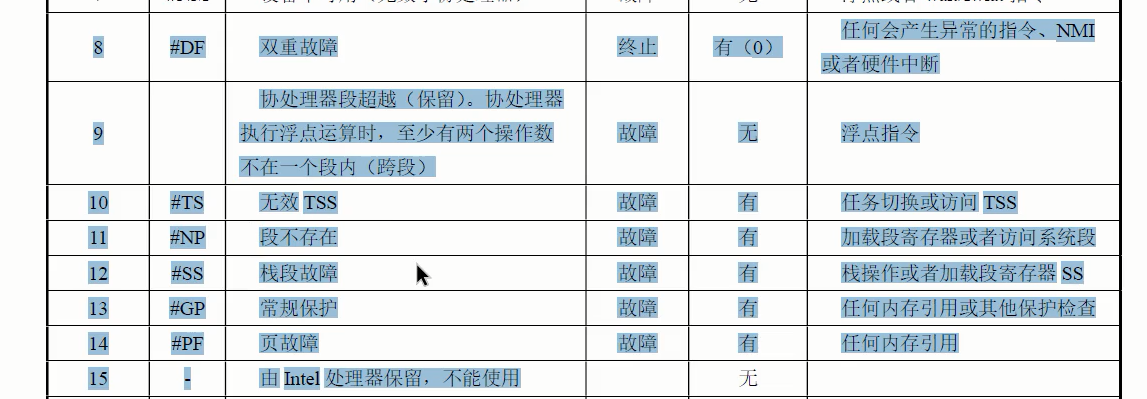 8 #DF 双重故障 终止 有（0） 任何会产生异常的指令、NMI
或者硬件中断
协处理器段超越（保留）。协处理器
9 执行浮点运算时，至少有两个操作数 故障 无 浮点指令
不在一个段内（跨段）
10 #TS 无效 TSS 故障 有 任务切换或访问 TSS
11 #NP 段不存在 故障 有 加载段寄存器或者访问系统段
12 #SS 栈段故障 故障 有 栈操作或者加载段寄存器 SS
13 #GP 常规保护 故障 有 任何内存引用或其他保护检查
14 #PF 页故障 故障 有 任何内存引用
15 - 由 Intel 处理器保留，不能使用 无